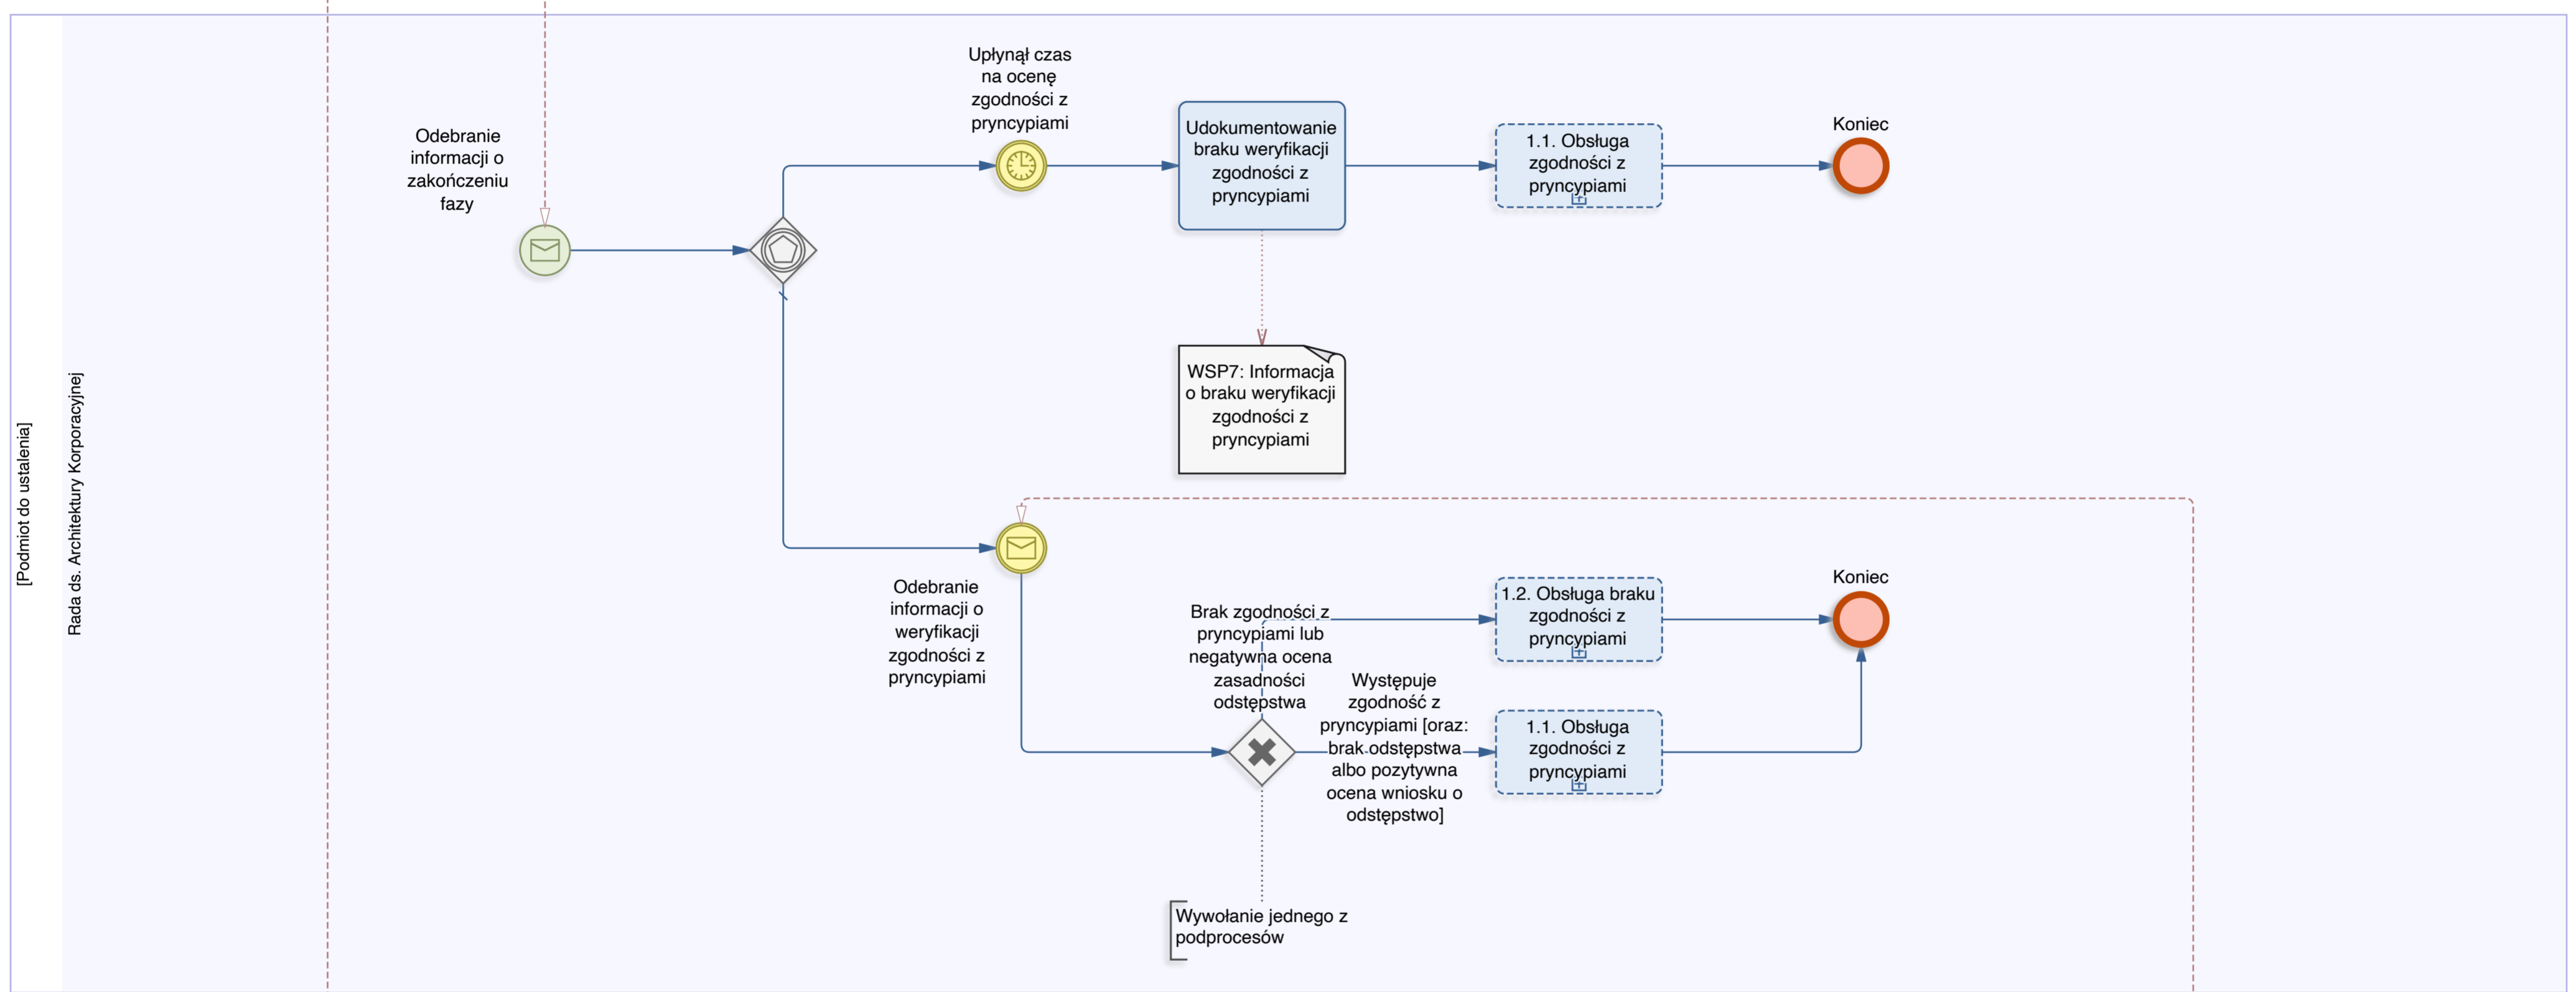 [Podmiot do ustalenia]
Rada ds. Architektury Korporacyjnej
Odebranie
informacji o
zakończeniu
fazy
Upłynął czas
na ocenę
zgodności z
pryncypiami
Udokumentowanie
braku weryfikacji
zgodności z
pryncypiami
1.1. Obsługa
zgodności z
pryncypiami
Koniec
WSP7: Informacja
o braku weryfikacji
zgodności z
pryncypiami
Odebranie
informacji o
weryfikacji
zgodności z
pryncypiami
Brak zgodności z
pryncypiami lub
negatywna ocena
zasadności
odstępstwa
1.2. Obsługa braku
zgodności z
pryncypiami
Koniec
Występuje
zgodność z
pryncypiami [oraz:
brak odstępstwa
albo pozytywna
ocena wniosku o
odstępstwo]
1.1. Obsługa
zgodności z
pryncypiami
Wywołanie jednego z
podprocesów